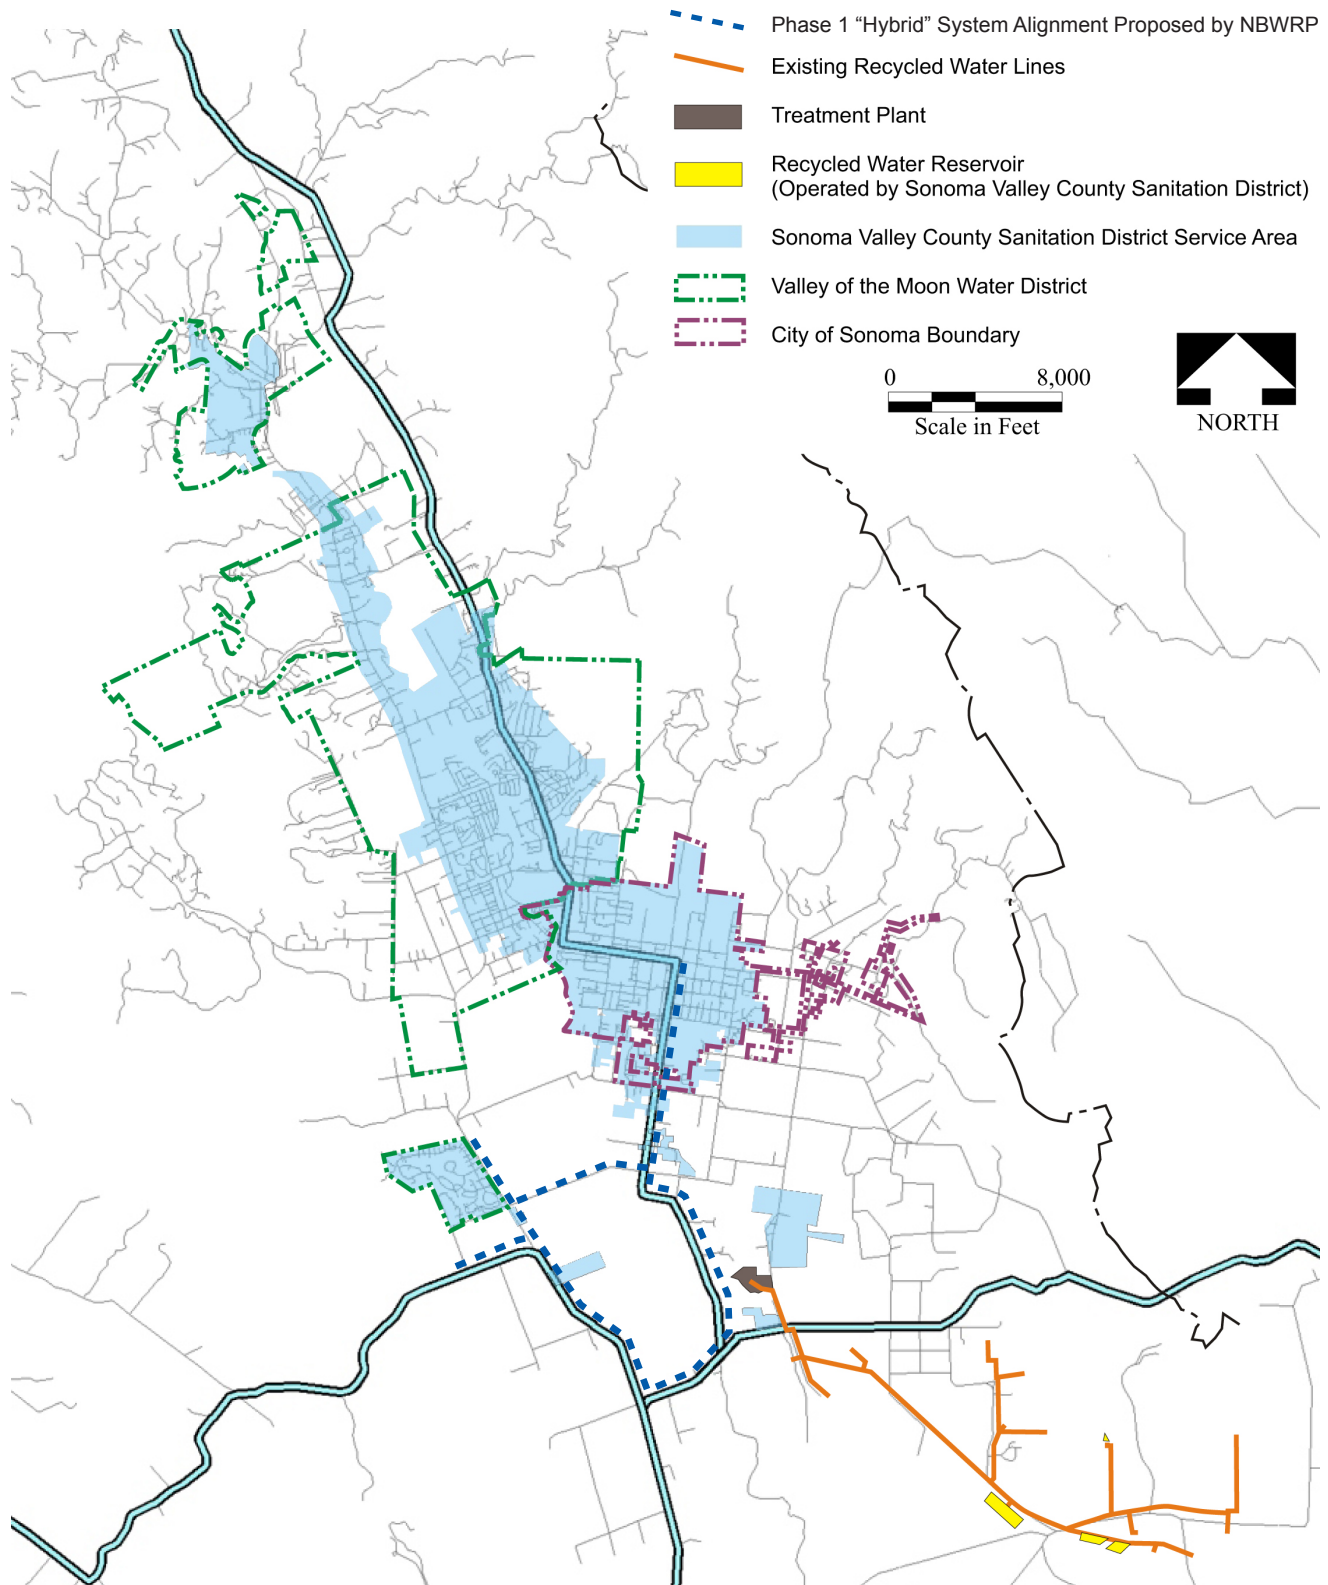 Phase 1 “Hybrid” System Alignment Proposed by NBWRP
Existing Recycled Water Lines
Treatment Plant
Recycled Water Reservoir
(Operated by Sonoma Valley County Sanitation District)
Sonoma Valley County Sanitation District Service Area
Valley of the Moon Water District
City of Sonoma Boundary
0 8,000
Scale in Feet
NORTH